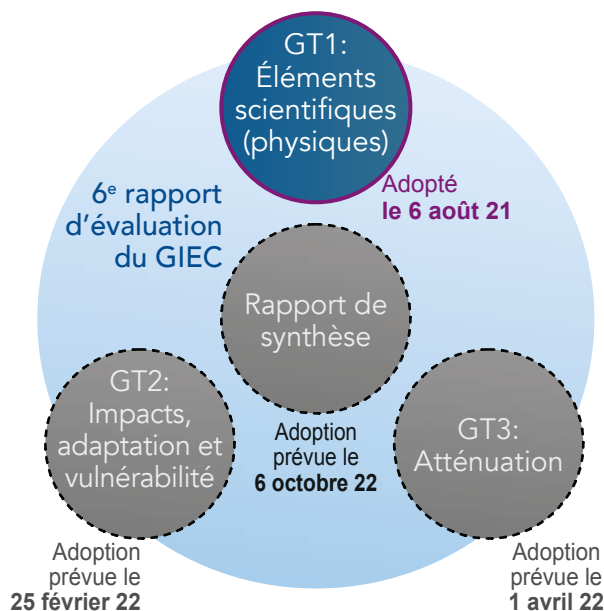 GT1:
Éléments
scientifiques
(physiques)
Adopté
le 6 août 21
6e rapport
d'évaluation
du GIEC
Rapport de
synthèse
Adoption
prévue le
6 octobre 22
GT2:
Impacts,
adaptation et
vulnérabilité
Adoption
prévue le
25 février 22
GT3:
Atténuation
Adoption
prévue le
1 avril 22